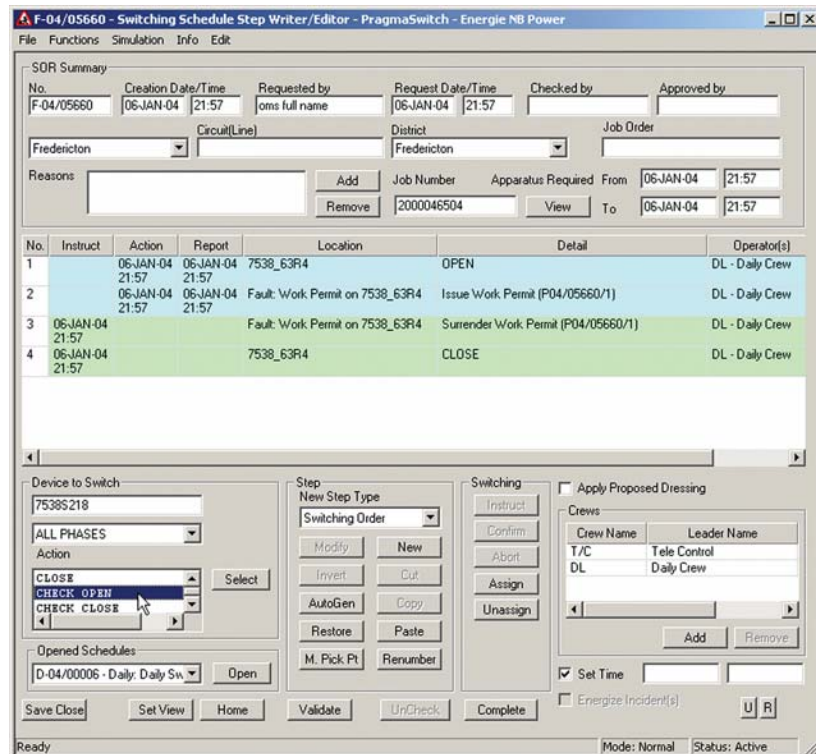 F-04/05660 - Switching Schedule Step Writer/Editor - PragmaSwitch - Energie NB Power
File Functions Simulation Info Edit
SOR Summary
No. Creation Date/Time Requested by Request Date/Time Checked by Approved by
F-04/05660 06-JAN-04 21:57 oms full name 06-JAN-04 21:57
Circuit(Line) District Job Order
Fredericton Fredericton
Reasons Add Job Number Apparatus Required From 06-JAN-04 21:57
Remove 2000046504 View To 06-JAN-04 21:57
No. Instruct Action Report Location Detail Operator(s)
1 06-JAN-04 06-JAN-04 7538_63R4 OPEN DL - Daily Crew
21:57 21:57
2 06-JAN-04 06-JAN-04 Fault: Work Permit on 7538_63R4 Issue Work Permit (P04/05660/1) DL - Daily Crew
21:57 21:57
3 06-JAN-04 Fault: Work Permit on 7538_63R4 Surrender Work Permit (P04/05660/1) DL - Daily Crew
21:57
4 06-JAN-04 7538_63R4 CLOSE DL - Daily Crew
21:57
Device to Switch
7538S218
ALL PHASES
Action
CLOSE
CHECK OPEN
CHECK CLOSE
Select
Opened Schedules
D-04/00006 - Daily: Daily Sw Open
Step
New Step Type
Switching Order
Modify New
Invert Cut
AutoGen Copy
Restore Paste
M. Pick Pt Renumber
Switching
Instruct
Confirm
Abort
Assign
Unassign
Apply Proposed Dressing
Crews
Crew Name Leader Name
T/C Tele Control
DL Daily Crew
Add Remove
Set Time
Energize Incident(s) U R
Save Close Set View Home Validate UnCheck Complete
Ready Mode: Normal Status: Active